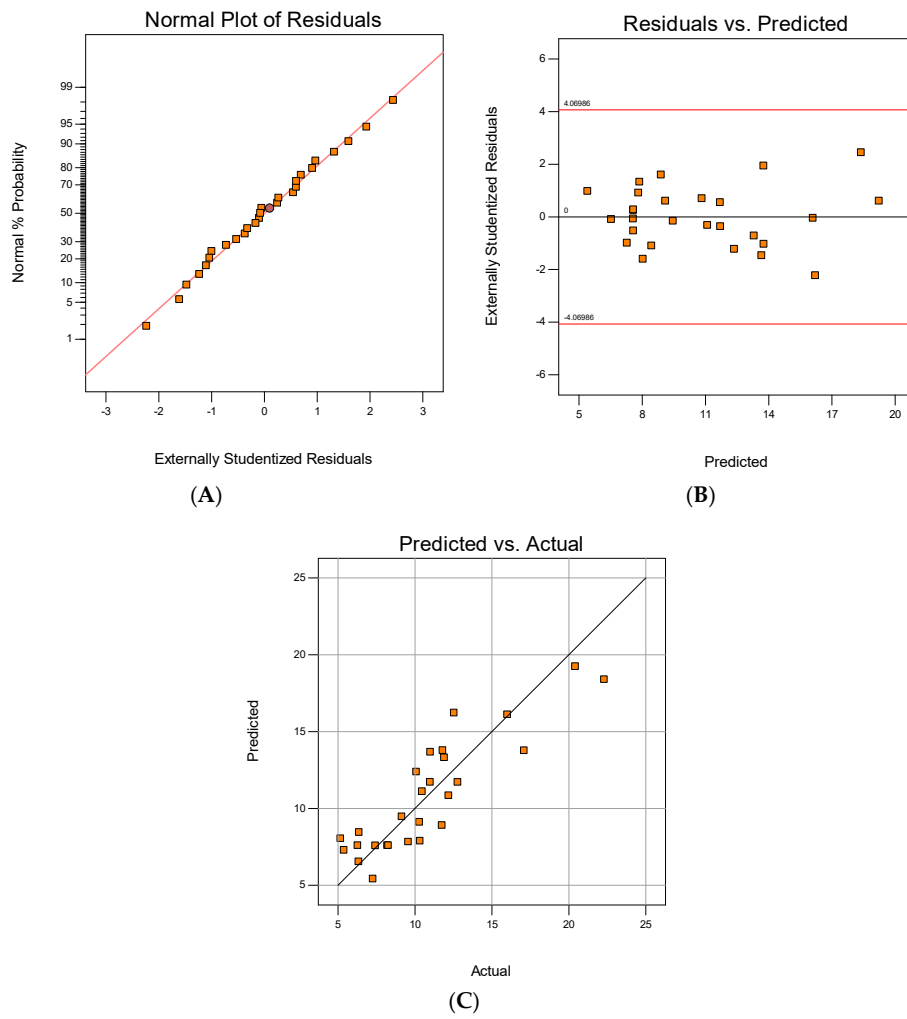 Normal Plot of Residuals
Normal % Probability
99
95
90
80
70
50
30
20
10
5
1
-3 -2 -1 0 1 2 3
Externally Studentized Residuals
(A)
Residuals vs. Predicted
Externally Studentized Residuals
6
4
2
0
-2
-4
-6
4.06986
0
-4.06986
5 8 11 14 17 20
Predicted
(B)
Predicted vs. Actual
Predicted
25
20
15
10
5
5 10 15 20 25
Actual
(C)